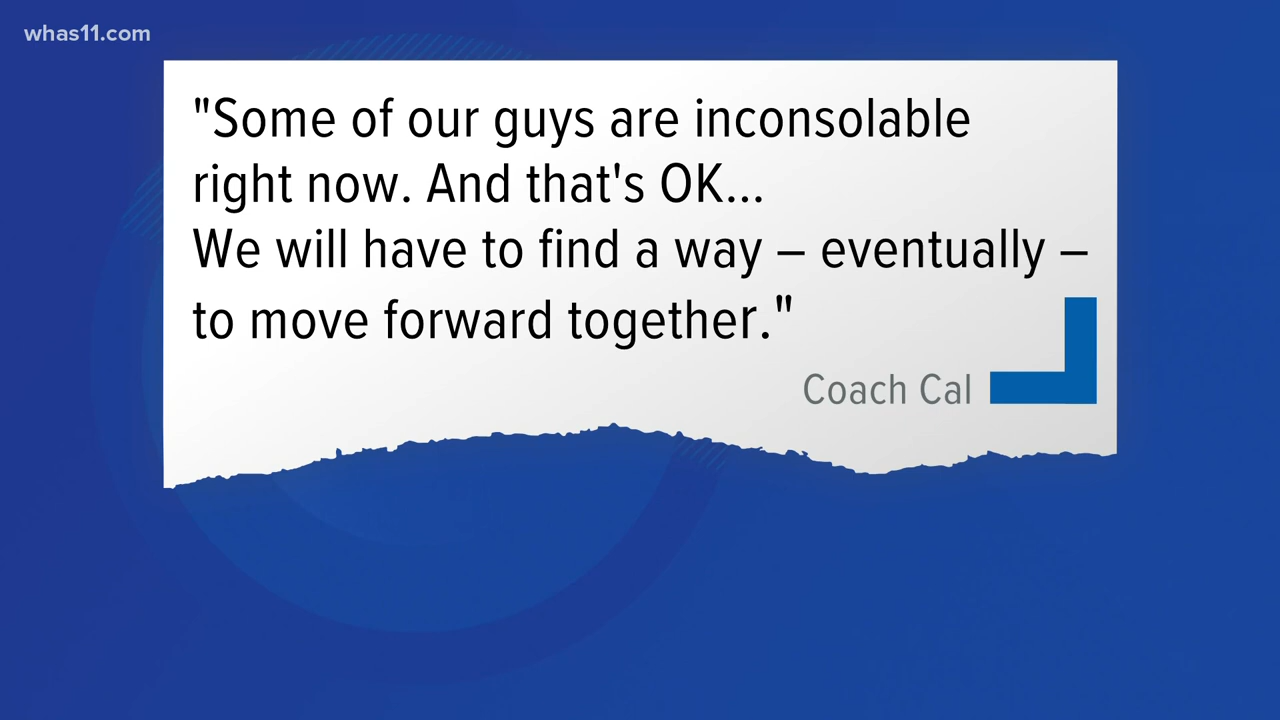 whas11.com
"Some of our guys are inconsolable
right now. And that's OK...
We will have to find a way – eventually –
to move forward together."
Coach Cal